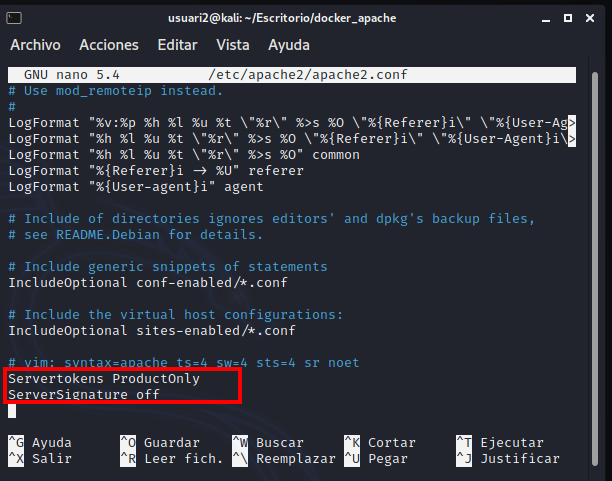 usuari2@kali: ~/Escritorio/docker_apache
Archivo Acciones Editar Vista Ayuda
GNU nano 5.4 /etc/apache2/apache2.conf
# Use mod_remoteip instead.
#
LogFormat "%v:%p %h %l %u %t \"%r\" %>s %O \"%{Referer}i\" \"%{User-Ag>
LogFormat "%h %l %u %t \"%r\" %>s %O \"%{Referer}i\" \"%{User-Agent}i\>
LogFormat "%h %l %u %t \"%r\" %>s %O" common
LogFormat "%{Referer}i -> %U" referer
LogFormat "%{User-agent}i" agent
# Include of directories ignores editors' and dpkg's backup files,
# see README.Debian for details.
# Include generic snippets of statements
IncludeOptional conf-enabled/*.conf
# Include the virtual host configurations:
IncludeOptional sites-enabled/*.conf
# vim: syntax=apache ts=4 sw=4 sts=4 sr noet
Servertokens ProductOnly
ServerSignature off
^G Ayuda ^O Guardar ^W Buscar ^K Cortar ^T Ejecutar
^X Salir ^R Leer fich. ^\ Reemplazar ^U Pegar ^J Justificar